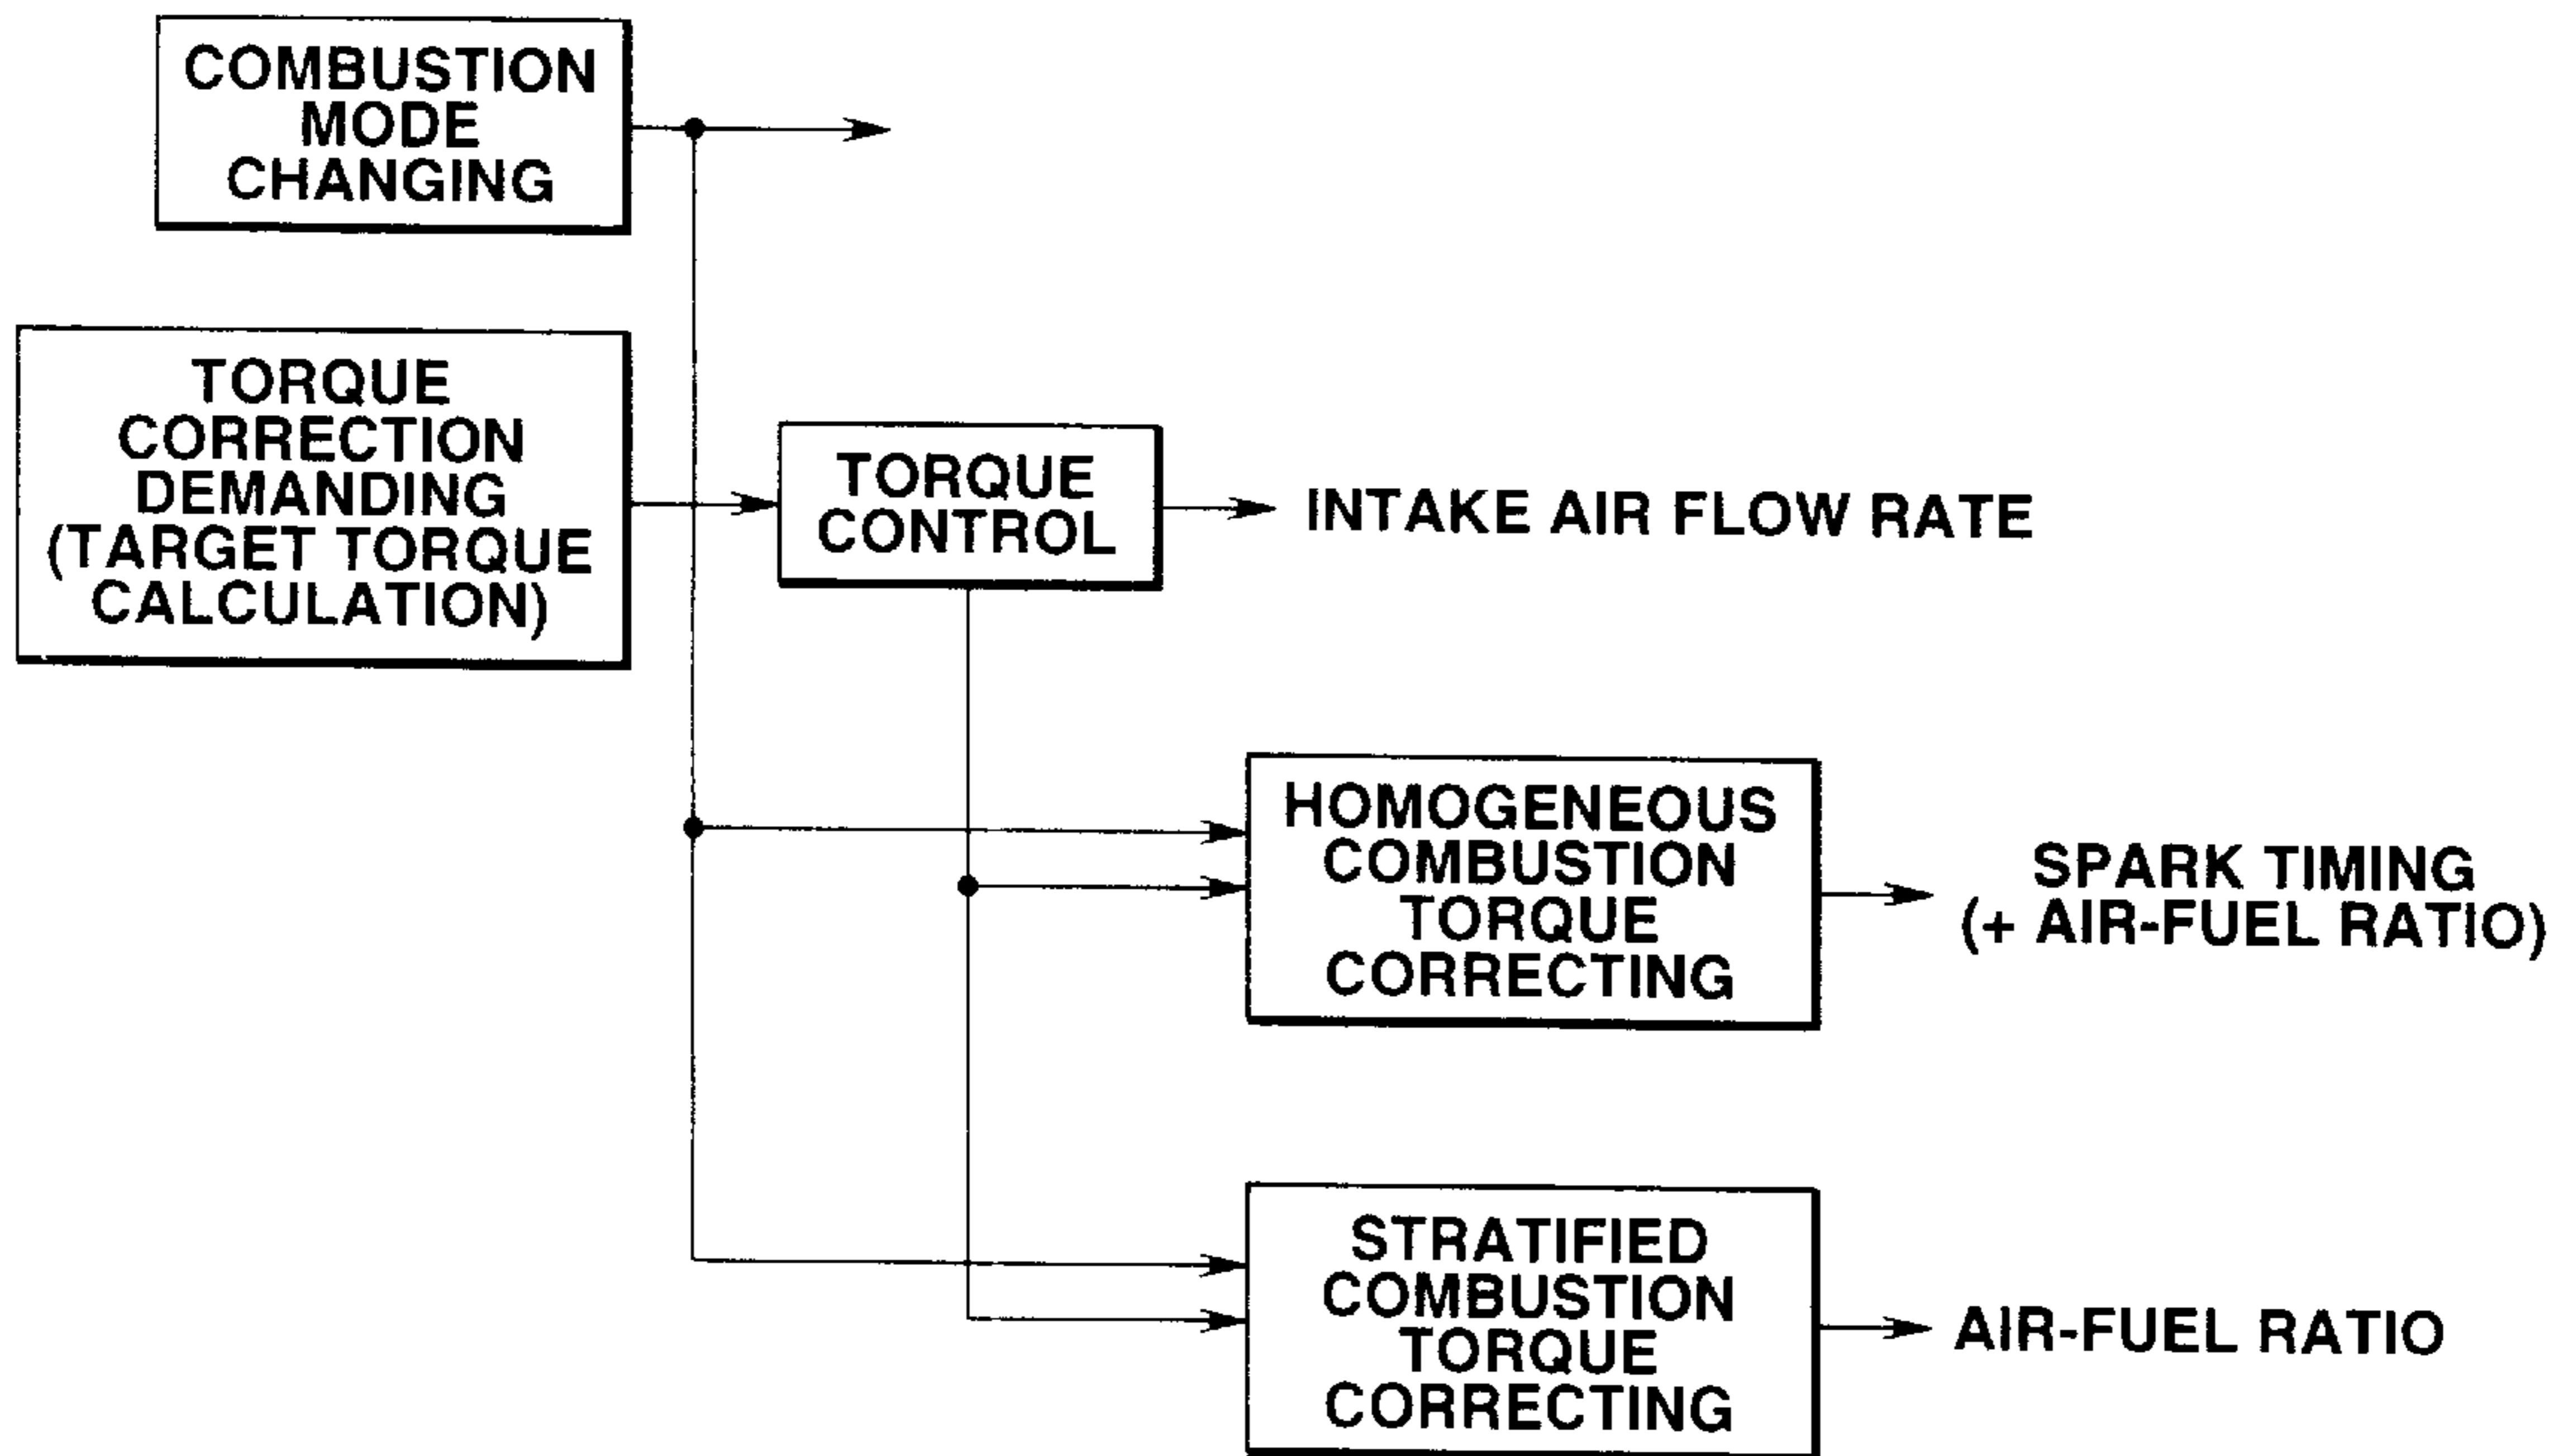 COMBUSTION
MODE
CHANGING
TORQUE
CORRECTION
DEMANDING
(TARGET TORQUE
CALCULATION)
TORQUE
CONTROL
INTAKE AIR FLOW RATE
HOMOGENEOUS
COMBUSTION
TORQUE
CORRECTING
SPARK TIMING
(+ AIR-FUEL RATIO)
STRATIFIED
COMBUSTION
TORQUE
CORRECTING
AIR-FUEL RATIO